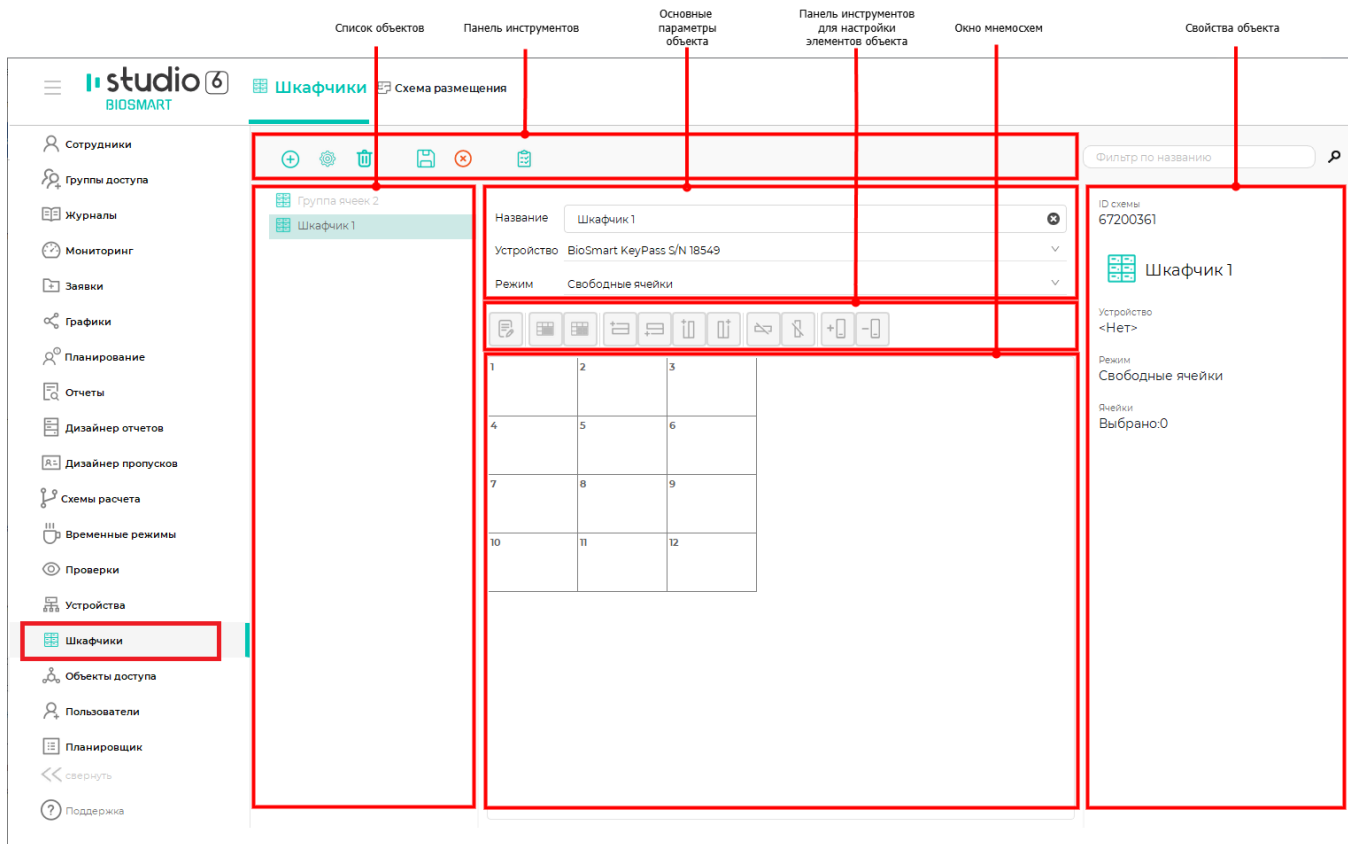 Список объектов
Панель инструментов
Основные
параметры
объекта
Панель инструментов
для настройки
элементов объекта
Окно мнемосхем
Свойства объекта
studio 6
BIOSMART
Шкафчики
Схема размещения
Сотрудники
Группы доступа
Журналы
Мониторинг
Заявки
Графики
Планирование
Отчеты
Дизайнер отчетов
Дизайнер пропусков
Схемы расчета
Временные режимы
Проверки
Устройства
Шкафчики
Объекты доступа
Пользователи
Планировщик
свернуть
Поддержка
Группа ячеек 2
Шкафчик 1
Название Шкафчик 1
Устройство BioSmart KeyPass S/N 18549
Режим Свободные ячейки
1 2 3
4 5 6
7 8 9
10 11 12
Фильтр по названию
ID схемы
67200361
Шкафчик 1
Устройство
<Нет>
Режим
Свободные ячейки
Ячейки
Выбрано:0